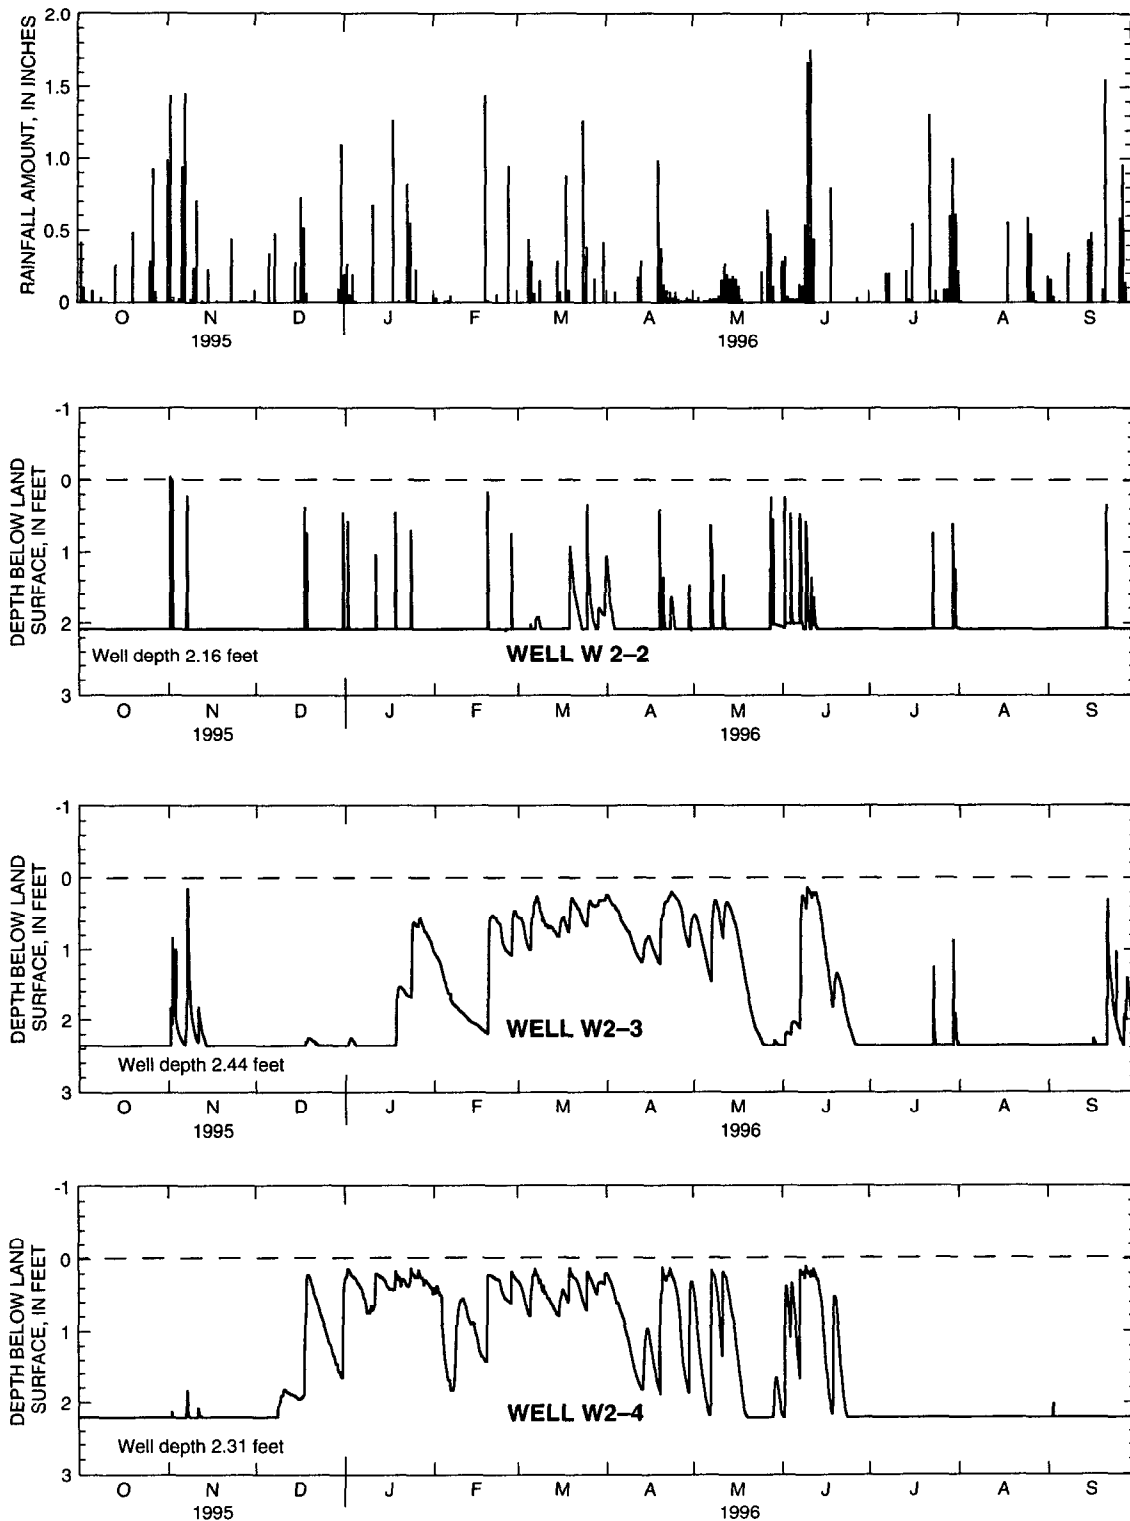 RAINFALL AMOUNT, IN INCHES
2.0
1.5
1.0
0.5
0
O N D J F M A M J J A S
1995 1996
DEPTH BELOW LAND
SURFACE, IN FEET
-1
0
1
2
3
Well depth 2.16 feet
WELL W 2–2
O N D J F M A M J J A S
1995 1996
DEPTH BELOW LAND
SURFACE, IN FEET
-1
0
1
2
3
WELL W2–3
Well depth 2.44 feet
O N D J F M A M J J A S
1995 1996
DEPTH BELOW LAND
SURFACE, IN FEET
-1
0
1
2
3
WELL W2–4
Well depth 2.31 feet
O N D J F M A M J J A S
1995 1996